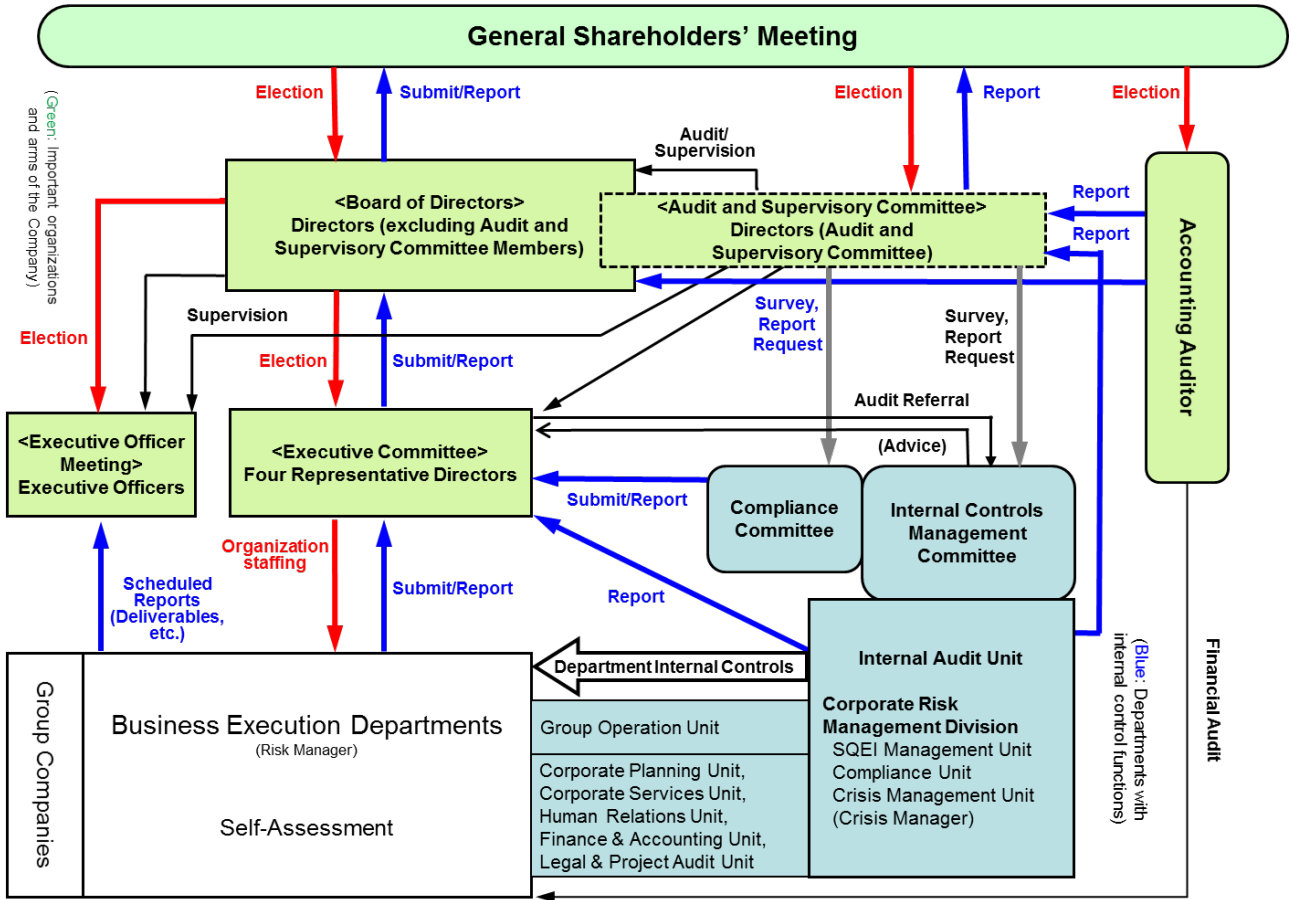 General Shareholders' Meeting
(Green: Important organizations
and arms of the Company)
Election
Submit/Report
Election
Report
Election
Audit/
Supervision
<Board of Directors>
Directors (excluding Audit and
Supervisory Committee Members)
<Audit and Supervisory Committee>
Directors (Audit and
Supervisory Committee)
Report
Report
Accounting Auditor
Supervision
Election
Election
Submit/Report
Survey,
Report
Request
Survey,
Report
Request
Audit Referral
(Advice)
<Executive Officer
Meeting>
Executive Officers
<Executive Committee>
Four Representative Directors
Submit/Report
Compliance
Committee
Internal Controls
Management
Committee
Organization
staffing
Submit/Report
Report
Scheduled
Reports
(Deliverables,
etc.)
Department Internal Controls
Group Companies
Business Execution Departments
(Risk Manager)
Self-Assessment
Group Operation Unit
Corporate Planning Unit,
Corporate Services Unit,
Human Relations Unit,
Finance & Accounting Unit,
Legal & Project Audit Unit
Internal Audit Unit
Corporate Risk
Management Division
SQEI Management Unit
Compliance Unit
Crisis Management Unit
(Crisis Manager)
(Blue: Departments with
internal control functions)
Financial Audit